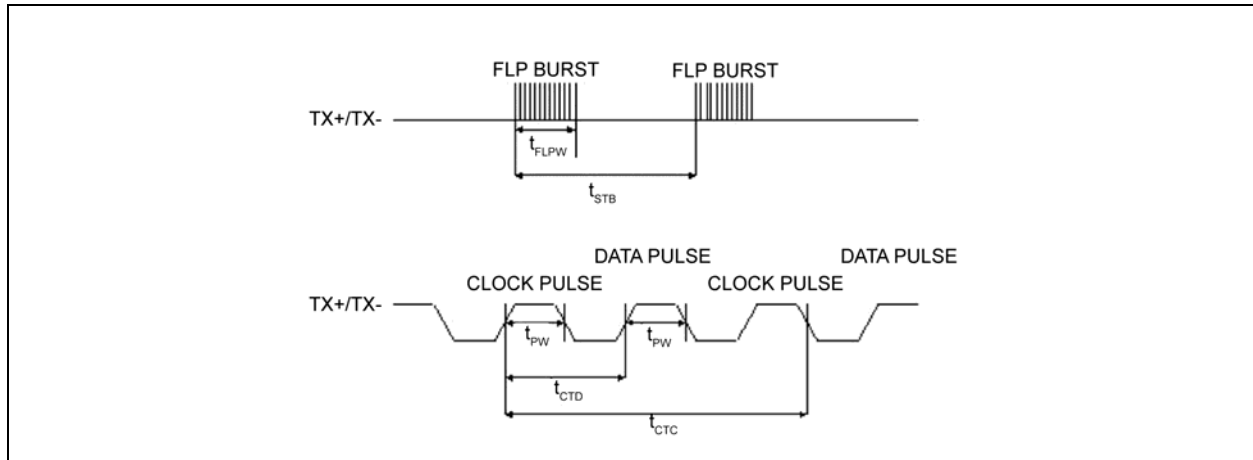 FLP BURST FLP BURST
TX+/TX-
tFLPW
tSTB
DATA PULSE DATA PULSE
CLOCK PULSE CLOCK PULSE
TX+/TX-
tPW tPW
tCTD
tCTC